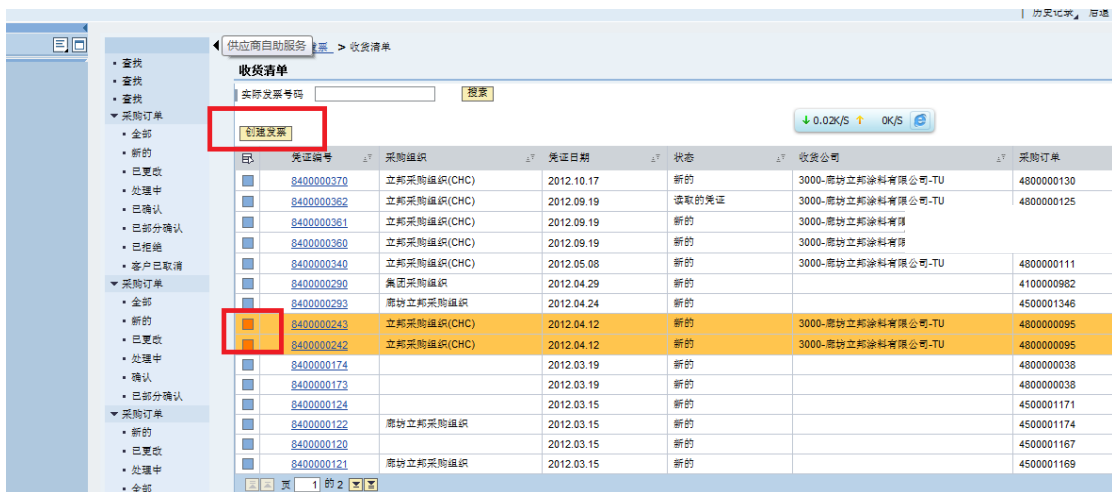 历史记录 后退
供应商自助服务 发票 > 收货清单
查找
查找
查找
采购订单
全部
新的
已更改
处理中
已确认
已部分确认
已拒绝
客户已取消
采购订单
全部
新的
已更改
处理中
确认
已部分确认
采购订单
新的
已更改
处理中
全部
收货清单
实际发票号码 搜索
0.02K/S 0K/S
创建发票
凭证编号 采购组织 凭证日期 状态 收货公司 采购订单
8400000370 立邦采购组织(CHC) 2012.10.17 新的 3000-廊坊立邦涂料有限公司-TU 4800000130
8400000362 立邦采购组织(CHC) 2012.09.19 读取的凭证 3000-廊坊立邦涂料有限公司-TU 4800000125
8400000361 立邦采购组织(CHC) 2012.09.19 新的 3000-廊坊立邦涂料有
8400000360 立邦采购组织(CHC) 2012.09.19 新的 3000-廊坊立邦涂料有
8400000340 立邦采购组织(CHC) 2012.05.08 新的 3000-廊坊立邦涂料有限公司-TU 4800000111
8400000290 集团采购组织 2012.04.29 新的 4100000982
8400000293 廊坊立邦采购组织 2012.04.24 新的 4500001346
8400000243 立邦采购组织(CHC) 2012.04.12 新的 3000-廊坊立邦涂料有限公司-TU 4800000095
8400000242 立邦采购组织(CHC) 2012.04.12 新的 3000-廊坊立邦涂料有限公司-TU 4800000095
8400000174 2012.03.19 新的 4800000038
8400000173 2012.03.19 新的 4800000038
8400000124 2012.03.15 新的 4500001171
8400000122 廊坊立邦采购组织 2012.03.15 新的 4500001174
8400000120 2012.03.15 新的 4500001167
8400000121 廊坊立邦采购组织 2012.03.15 新的 4500001169
页 1 的 2